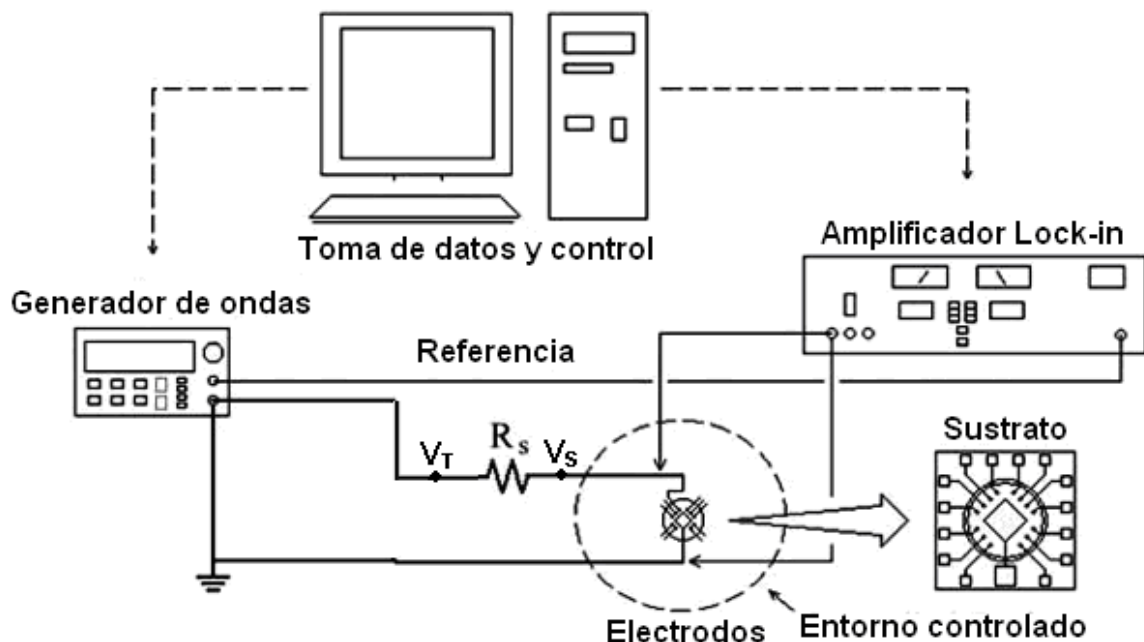 Toma de datos y control
Amplificador Lock-in
Generador de ondas
Referencia
Sustrato
V_T
R_s
V_S
Electrodos
Entorno controlado